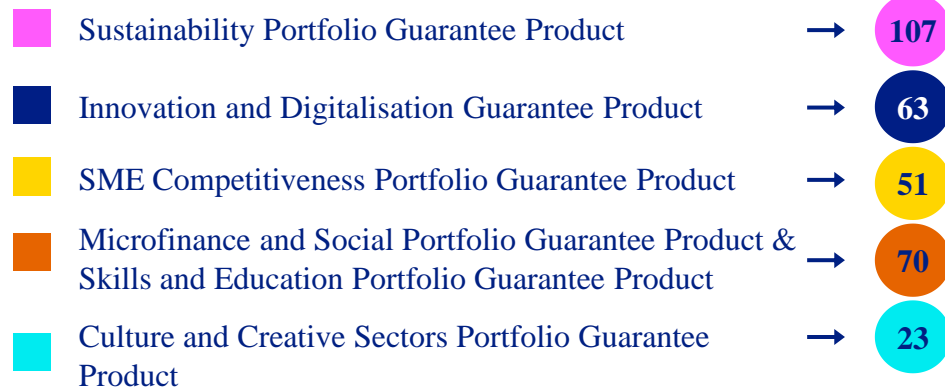 Sustainability Portfolio Guarantee Product → 107
Innovation and Digitalisation Guarantee Product → 63
SME Competitiveness Portfolio Guarantee Product → 51
Microfinance and Social Portfolio Guarantee Product &
Skills and Education Portfolio Guarantee Product → 70
Culture and Creative Sectors Portfolio Guarantee
Product → 23